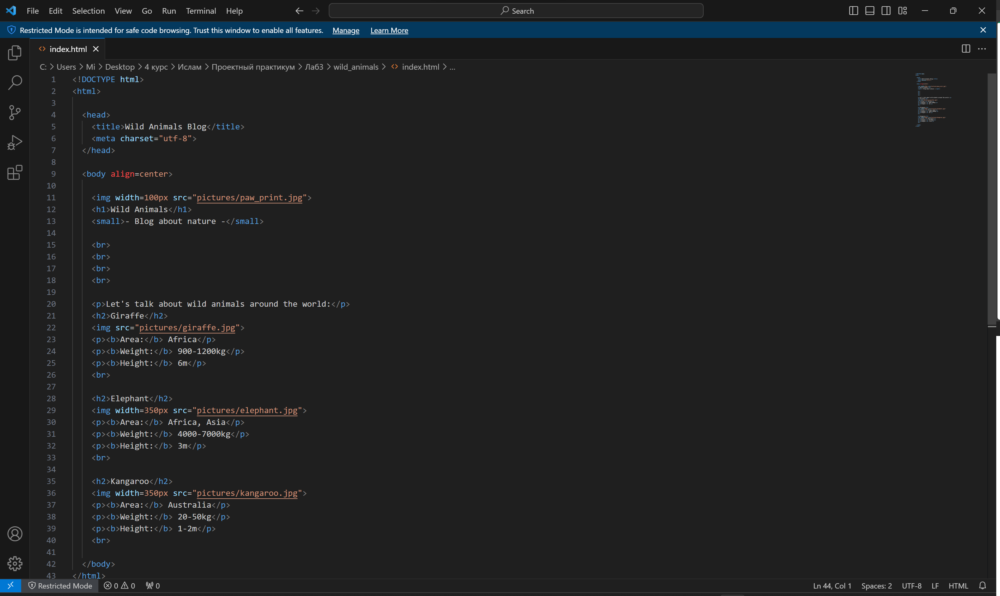 File Edit Selection View Go Run Terminal Help Search
Restricted Mode is intended for safe code browsing. Trust this window to enable all features. Manage Learn More
index.html
C: > Users > Mi > Desktop > 4 курс > Ислам > Проектный практикум > Лаб3 > wild_animals > <> index.html > ...
1 <!DOCTYPE html>
2 <html>
3
4 <head>
5 <title>Wild Animals Blog</title>
6 <meta charset="utf-8">
7 </head>
8
9 <body align=center>
10
11 <img width=100px src="pictures/paw_print.jpg">
12 <h1>Wild Animals</h1>
13 <small>- Blog about nature -</small>
14
15 <br>
16 <br>
17 <br>
18 <br>
19
20 <p>Let's talk about wild animals around the world:</p>
21 <h2>Giraffe</h2>
22 <img src="pictures/giraffe.jpg">
23 <p><b>Area:</b> Africa</p>
24 <p><b>Weight:</b> 900-1200kg</p>
25 <p><b>Height:</b> 6m</p>
26 <br>
27
28 <h2>Elephant</h2>
29 <img width=350px src="pictures/elephant.jpg">
30 <p><b>Area:</b> Africa, Asia</p>
31 <p><b>Weight:</b> 4000-7000kg</p>
32 <p><b>Height:</b> 3m</p>
33 <br>
34
35 <h2>Kangaroo</h2>
36 <img width=350px src="pictures/kangaroo.jpg">
37 <p><b>Area:</b> Australia</p>
38 <p><b>Weight:</b> 20-50kg</p>
39 <p><b>Height:</b> 1-2m</p>
40 <br>
41
42 </body>
43 </html>
Restricted Mode 0 0 0 Ln 44, Col 1 Spaces: 2 UTF-8 LF HTML